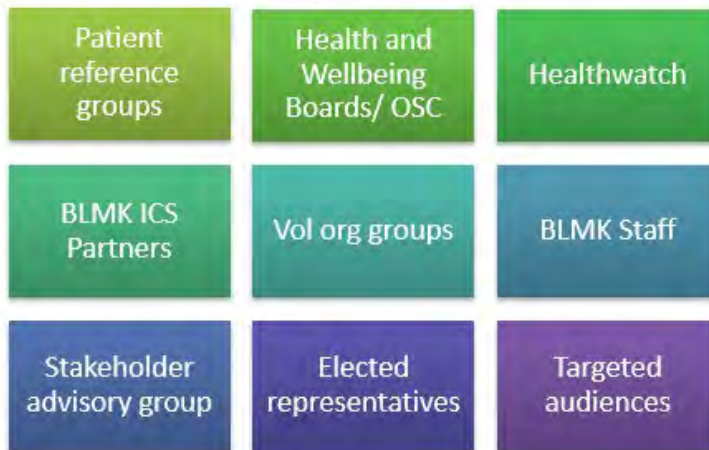 Patient
reference
groups
Health and
Wellbeing
Boards/ OSC
Healthwatch
BLMK ICS
Partners
Vol org groups
BLMK Staff
Stakeholder
advisory group
Elected
representatives
Targeted
audiences